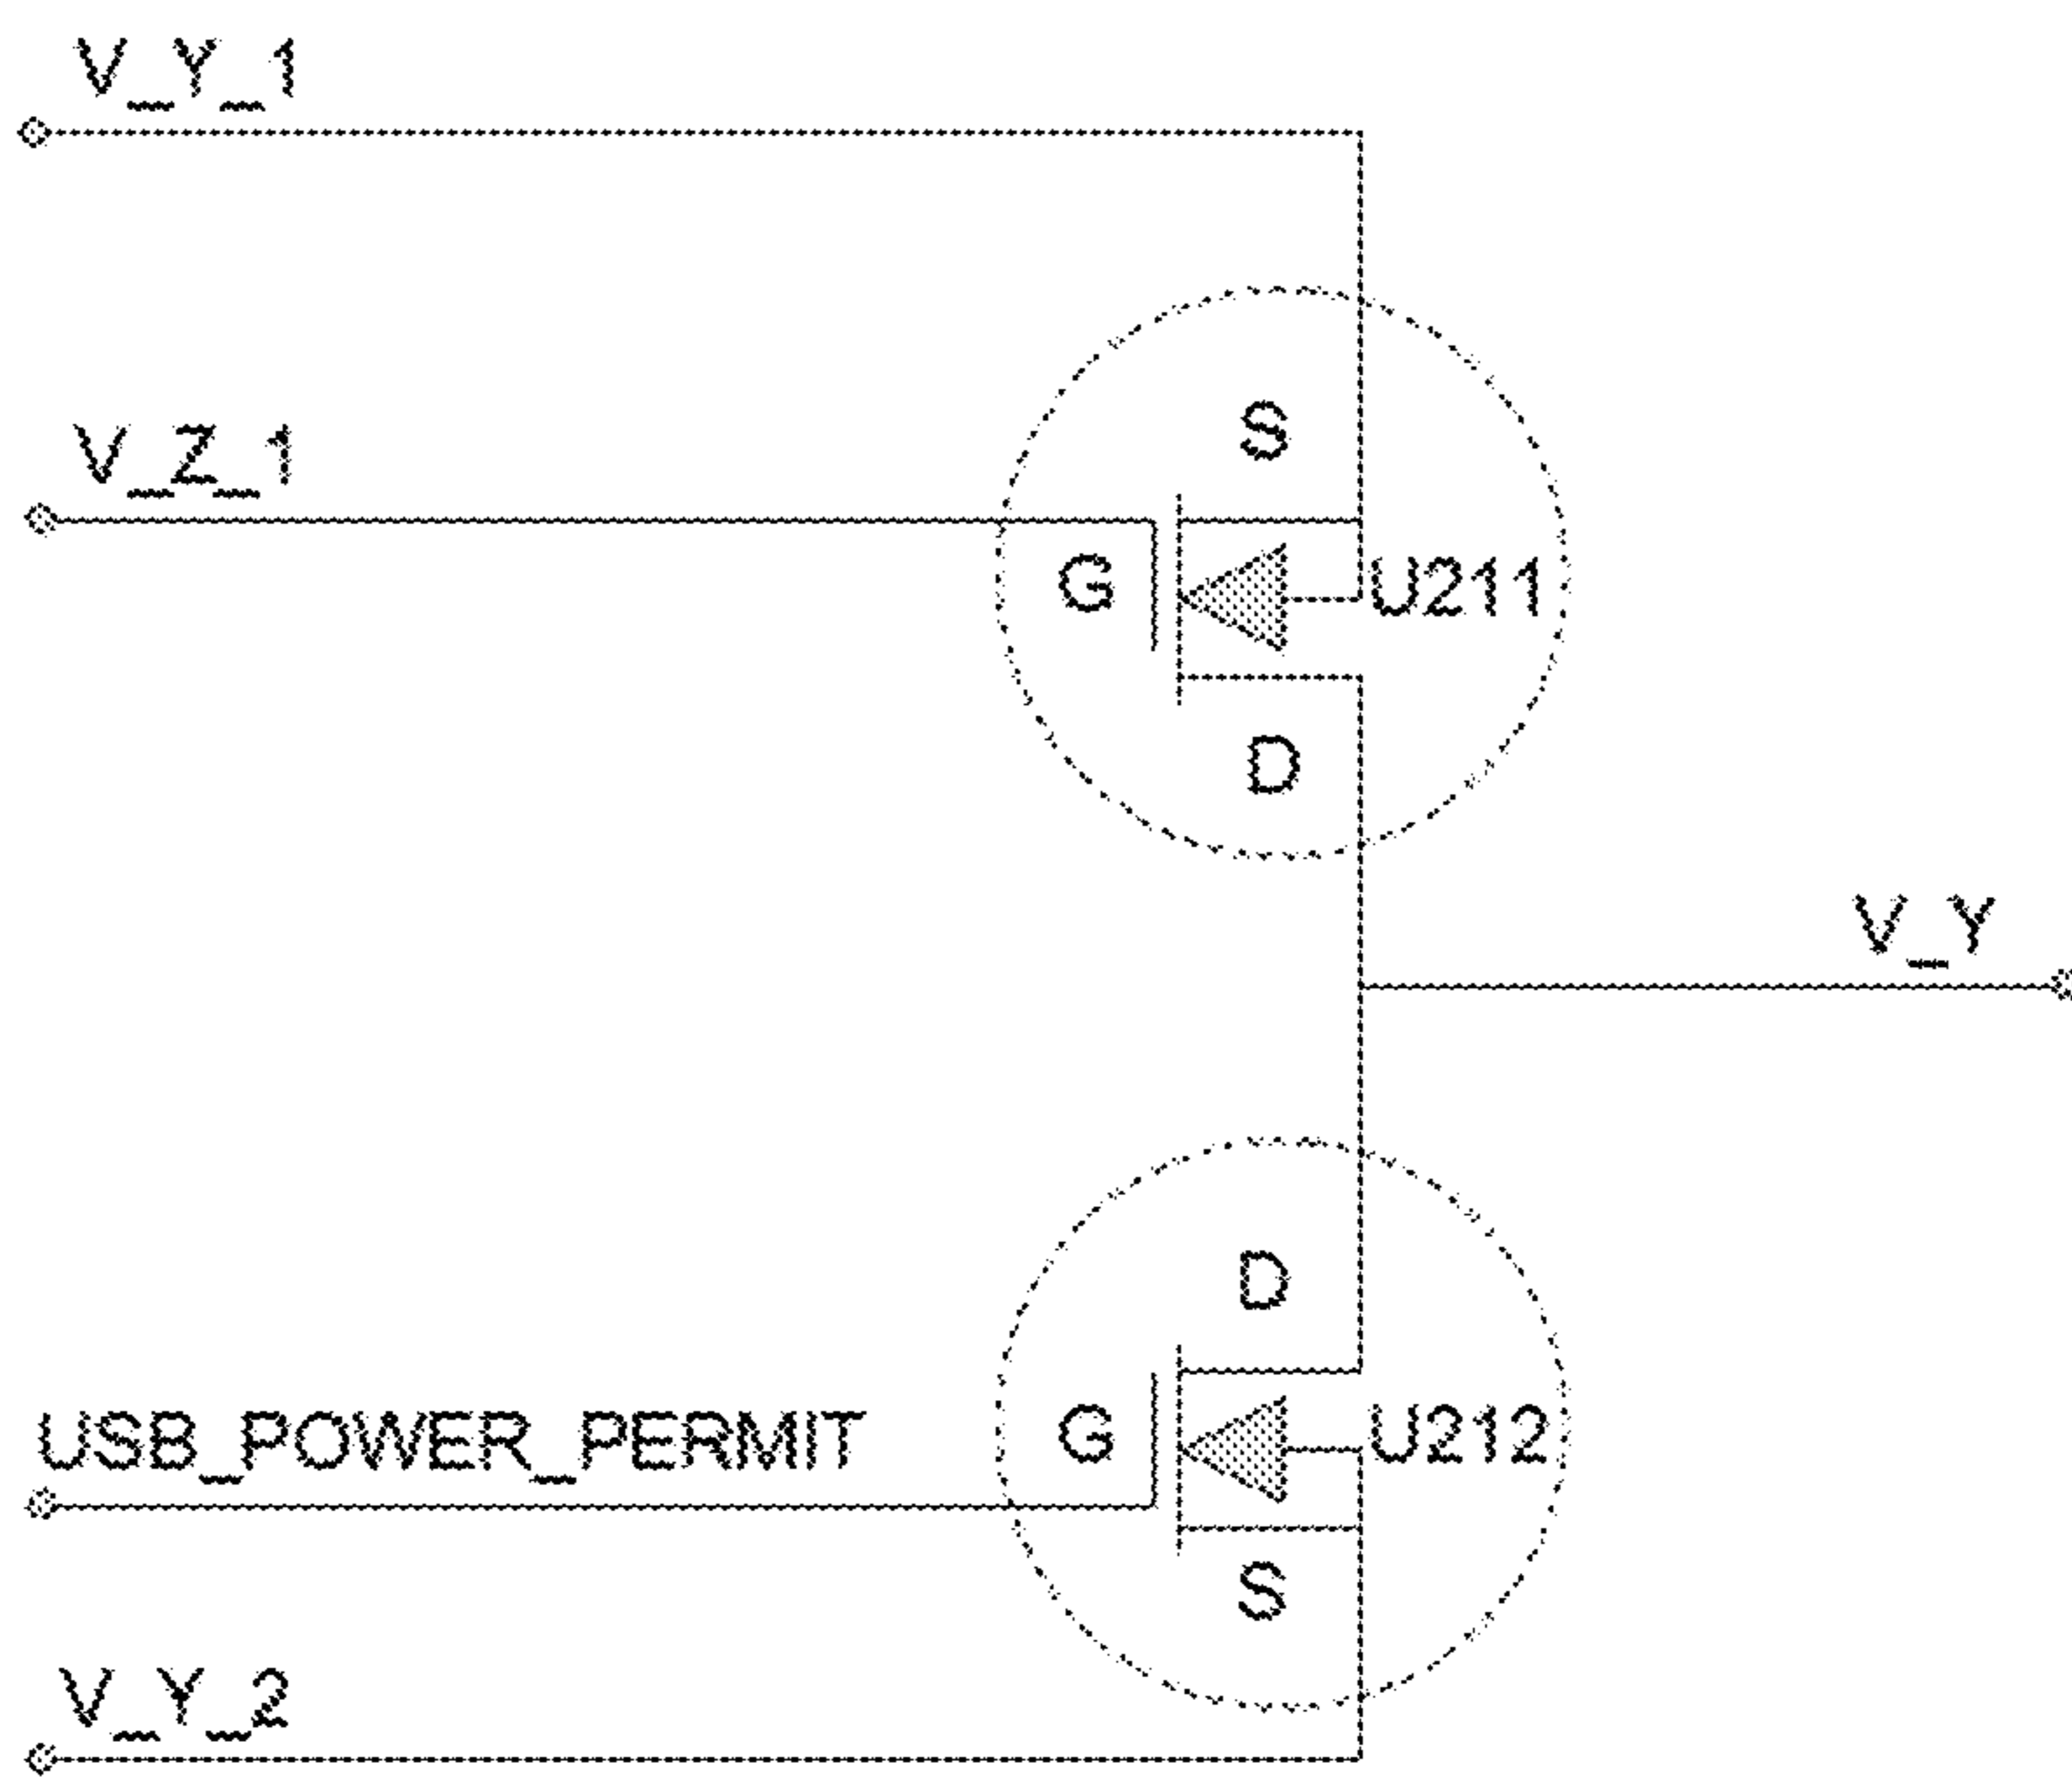 V_Y_1
S
V_Z_1
G
U211
D
V_Y
D
USB_POWER_PERMIT
G
U212
S
V_Y_2